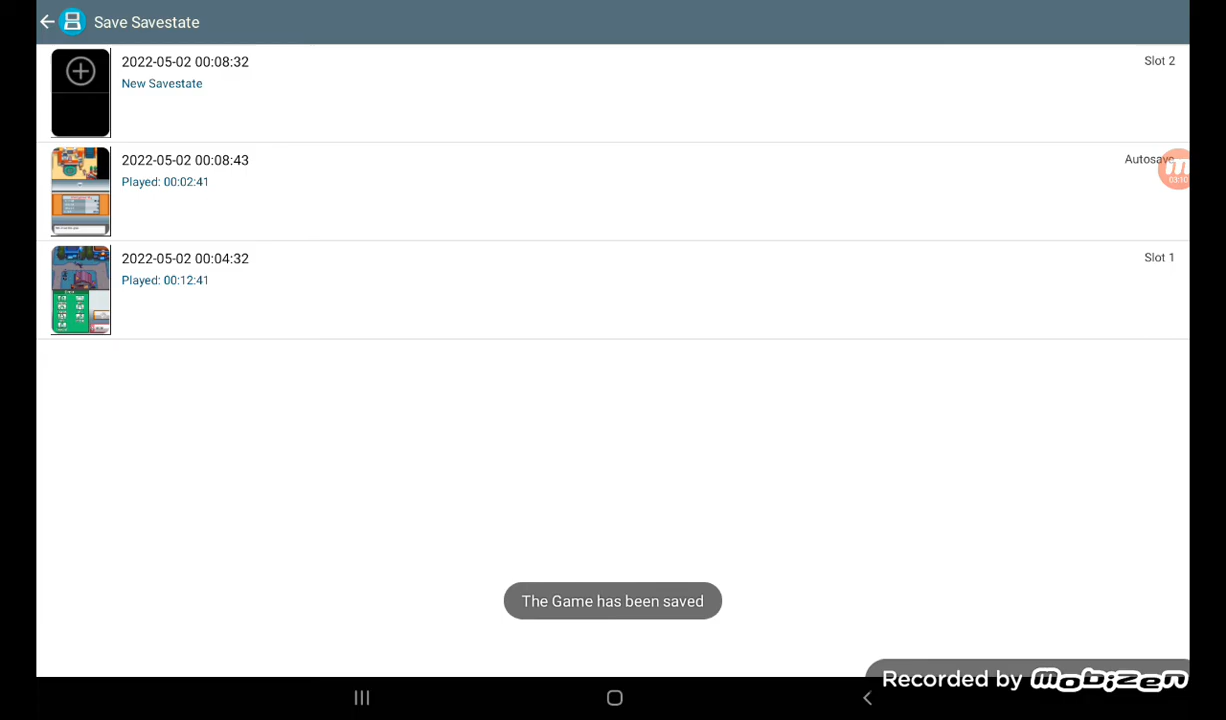 Save Savestate
2022-05-02 00:08:32
Slot 2
New Savestate
2022-05-02 00:08:43
Autosave
Played: 00:02:41
03:10
2022-05-02 00:04:32
Slot 1
Played: 00:12:41
The Game has been saved
Recorded by mobizen